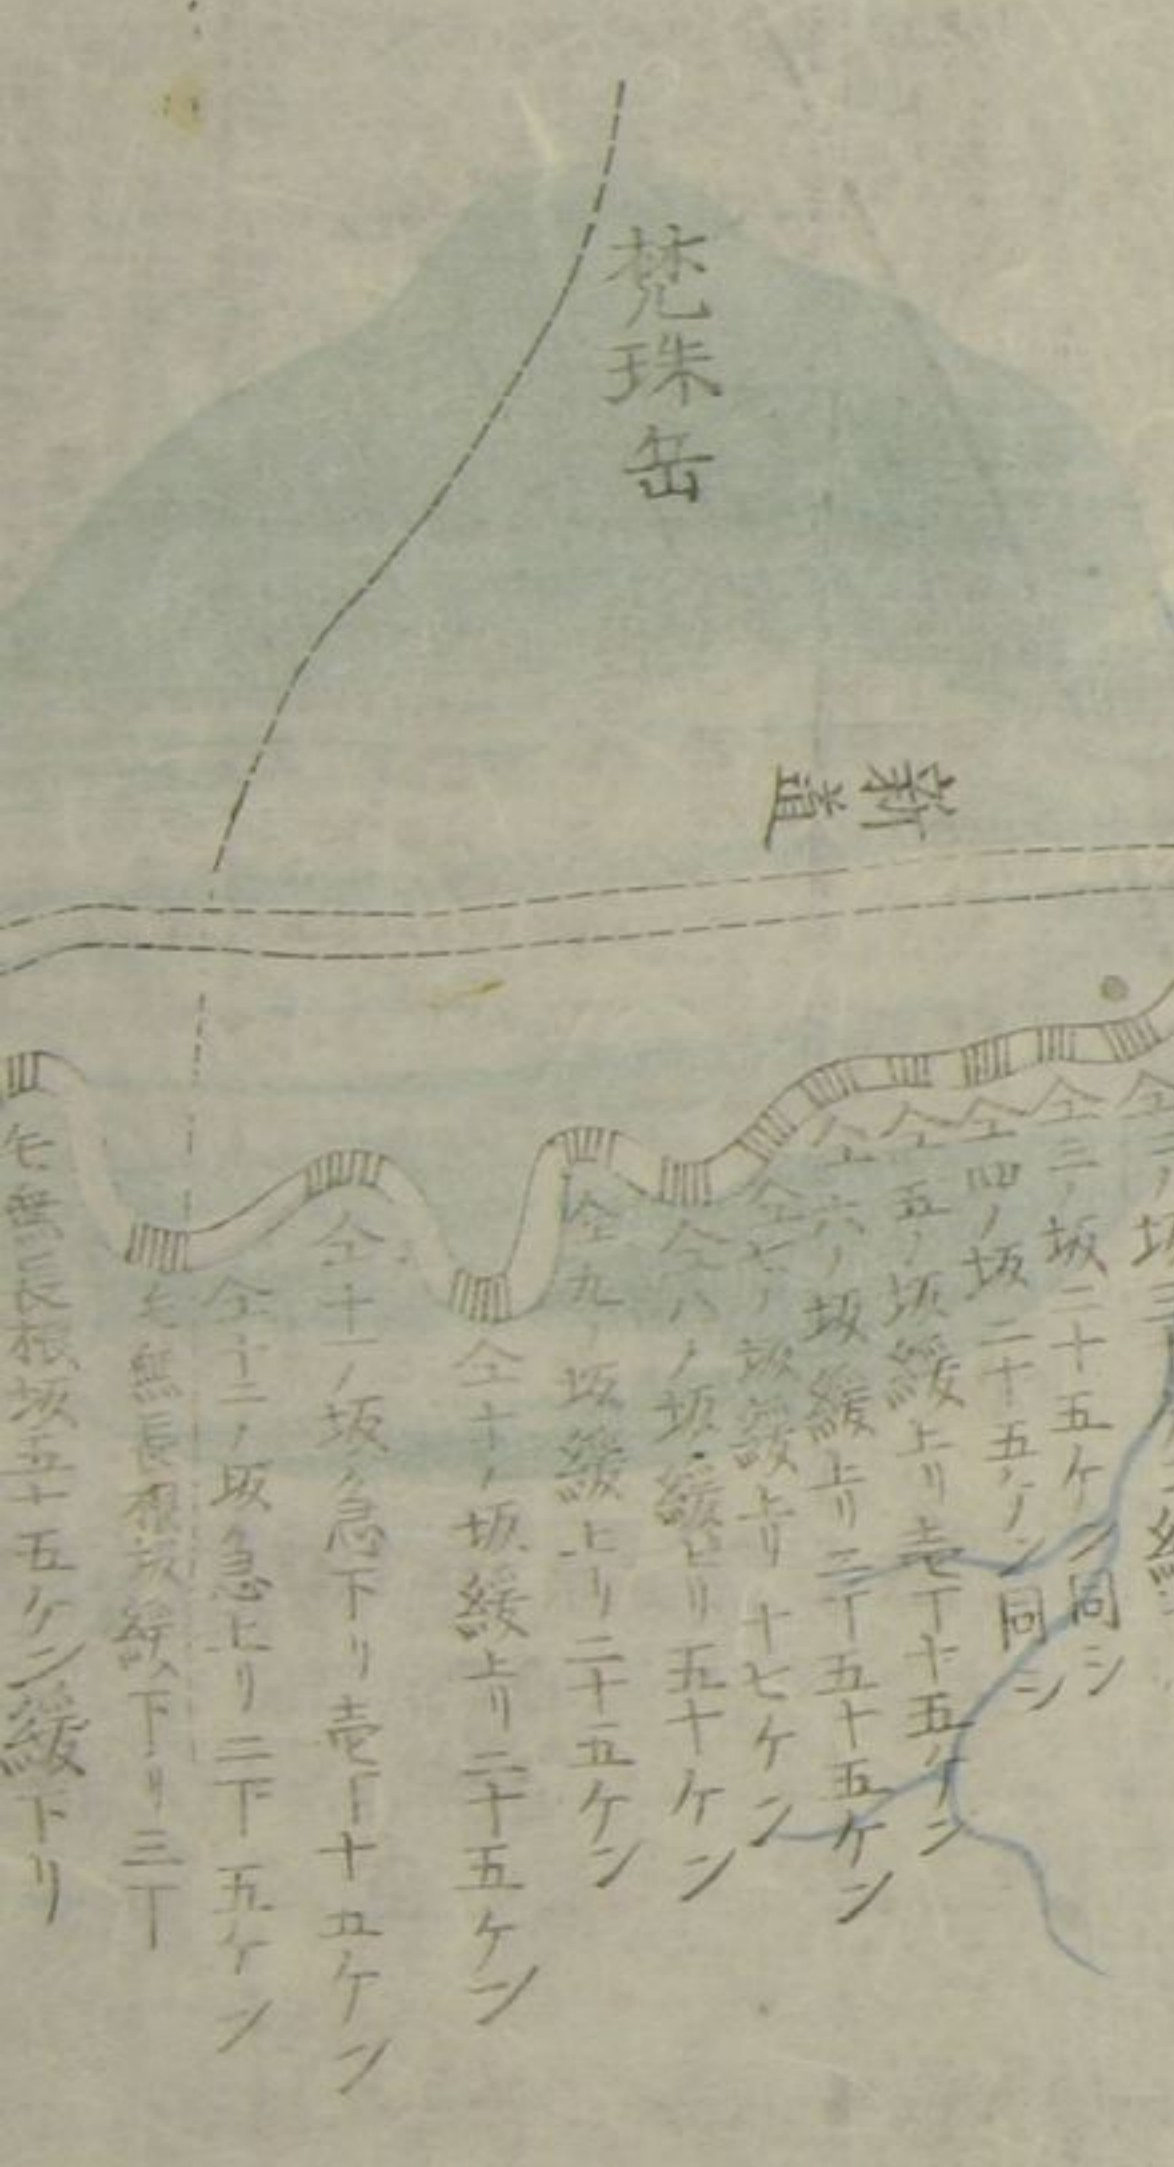 梵珠岳
新道
仝三ノ坂二十五ケン同シ
仝四ノ坂二十五ケン同シ
仝五ノ坂緩上リ壱丁十五ケン
仝六ノ坂緩上リ二丁五十五ケン
仝七ノ坂緩上リ十七ケン
仝八ノ坂緩上リ五十ケン
仝九ノ坂緩上リ二十五ケン
仝十ノ坂緩上リ二十五ケン
仝十一ノ坂急下リ壱丁十五ケン
仝十二ノ坂急上リ二丁五ケン
毛無長根坂緩下リ三丁
毛無長根坂五十五ケン緩下リ